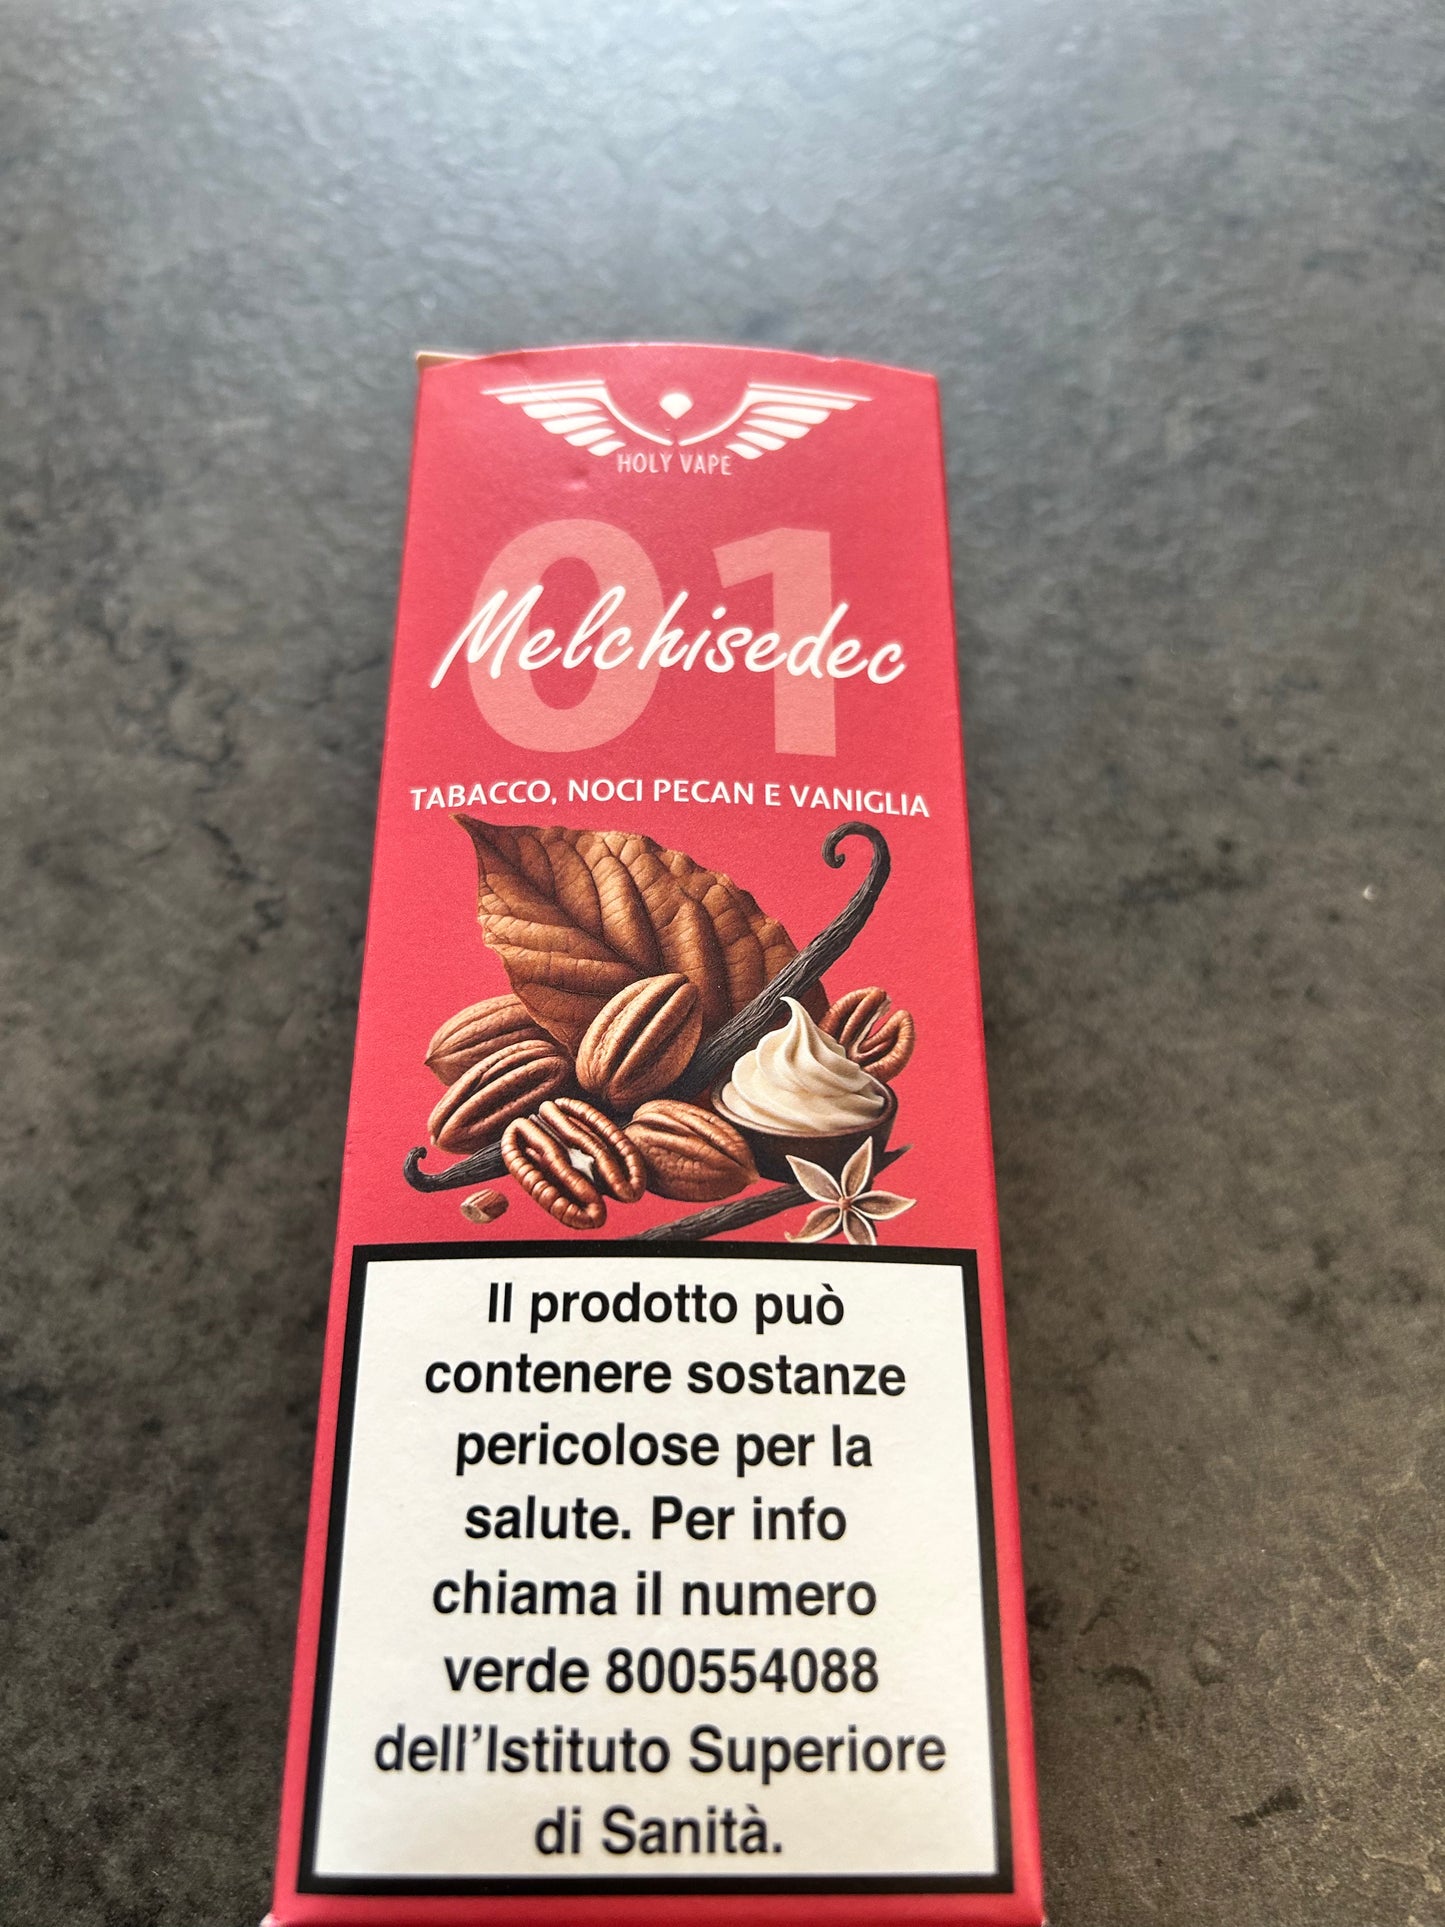 HOLY VAPE
01
Melchisedec
TABACCO, NOCI PECAN E VANIGLIA
Il prodotto può
contenere sostanze
pericolose per la
salute. Per info
chiama il numero
verde 800554088
dell'Istituto Superiore
di Sanità.